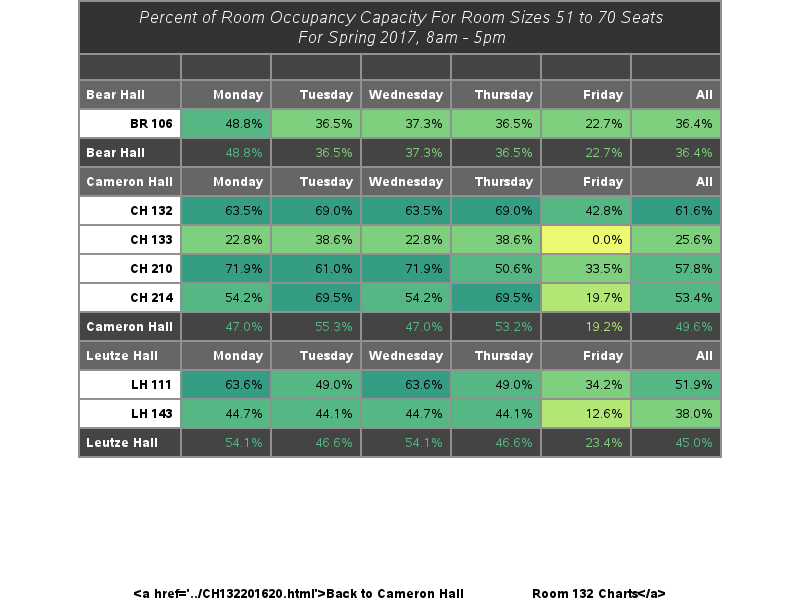 Percent of Room Occupancy Capacity For Room Sizes 51 to 70 Seats
For Spring 2017, 8am - 5pm
Bear Hall Monday Tuesday Wednesday Thursday Friday All
BR 106 48.8% 36.5% 37.3% 36.5% 22.7% 36.4%
Bear Hall 48.8% 36.5% 37.3% 36.5% 22.7% 36.4%
Cameron Hall Monday Tuesday Wednesday Thursday Friday All
CH 132 63.5% 69.0% 63.5% 69.0% 42.8% 61.6%
CH 133 22.8% 38.6% 22.8% 38.6% 0.0% 25.6%
CH 210 71.9% 61.0% 71.9% 50.6% 33.5% 57.8%
CH 214 54.2% 69.5% 54.2% 69.5% 19.7% 53.4%
Cameron Hall 47.0% 55.3% 47.0% 53.2% 19.2% 49.6%
Leutze Hall Monday Tuesday Wednesday Thursday Friday All
LH 111 63.6% 49.0% 63.6% 49.0% 34.2% 51.9%
LH 143 44.7% 44.1% 44.7% 44.1% 12.6% 38.0%
Leutze Hall 54.1% 46.6% 54.1% 46.6% 23.4% 45.0%
<a href='../CH132201620.html'>Back to Cameron Hall Room 132 Charts</a>